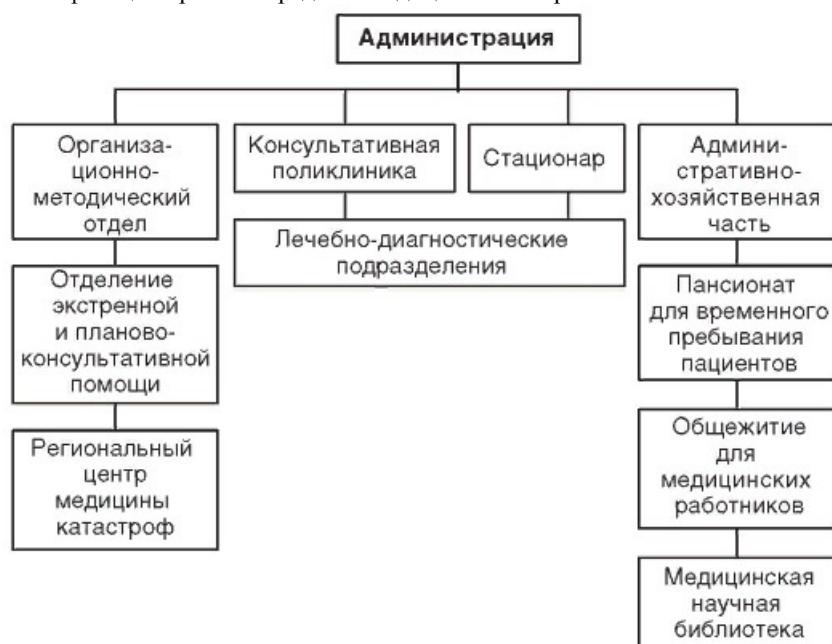 Администрация
Организа-
ционно-
методический
отдел
Консультативная
поликлиника
Стационар
Админи-
стративно-
хозяйственная
часть
Лечебно-диагностические
подразделения
Отделение
экстренной
и планово-
консультативной
помощи
Пансионат
для временного
пребывания
пациентов
Региональный
центр
медицины
катастроф
Общежитие
для
медицинских
работников
Медицинская
научная
библиотека